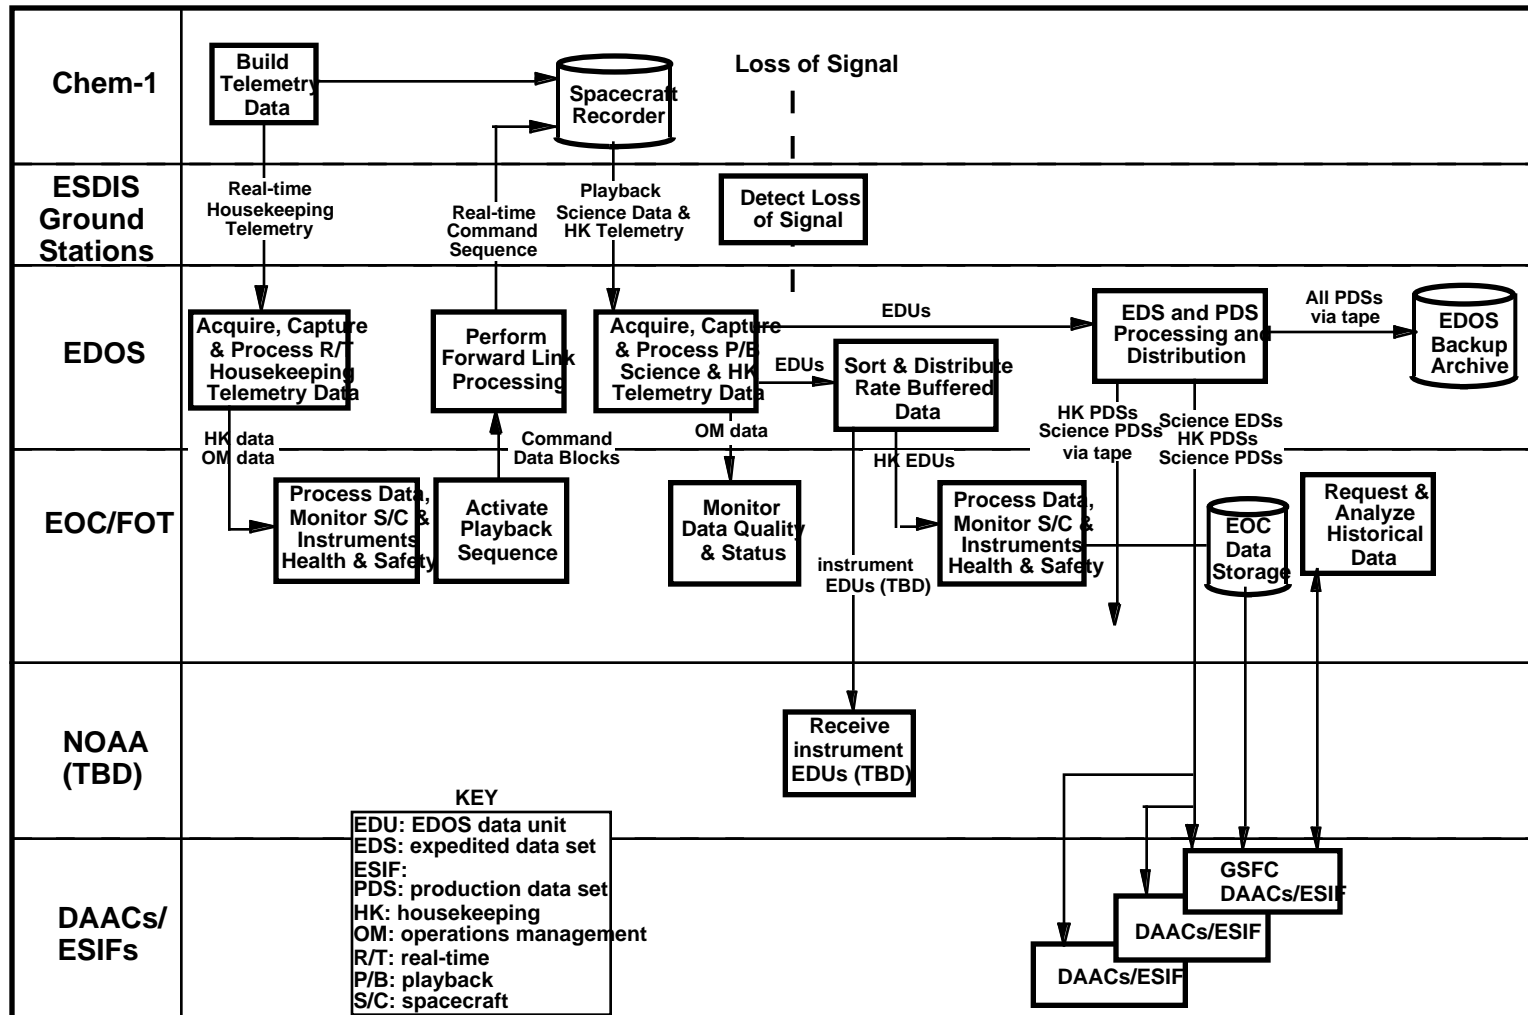 Chem-1
Build
Telemetry
Data
Spacecraft
Recorder
Loss of Signal
ESDIS
Ground
Stations
Real-time
Housekeeping
Telemetry
Real-time
Command
Sequence
Playback
Science Data &
HK Telemetry
Detect Loss
of Signal
EDOS
Acquire, Capture
& Process R/T
Housekeeping
Telemetry Data
Perform
Forward Link
Processing
Acquire, Capture
& Process P/B
Science & HK
Telemetry Data
EDUs
EDUs
Sort & Distribute
Rate Buffered
Data
EDS and PDS
Processing and
Distribution
All PDSs
via tape
EDOS
Backup
Archive
HK data
OM data
Command
Data Blocks
OM data
HK EDUs
HK PDSs
Science PDSs
via tape
Science EDSs
HK PDSs
Science PDSs
EOC/FOT
Process Data,
Monitor S/C &
Instruments
Health & Safety
Activate
Playback
Sequence
Monitor
Data Quality
& Status
instrument
EDUs (TBD)
Process Data,
Monitor S/C &
Instruments
Health & Safety
EOC
Data
Storage
Request &
Analyze
Historical
Data
NOAA
(TBD)
Receive
instrument
EDUs (TBD)
KEY
EDU: EDOS data unit
EDS: expedited data set
ESIF:
PDS: production data set
HK: housekeeping
OM: operations management
R/T: real-time
P/B: playback
S/C: spacecraft
DAACs/
ESIFs
GSFC
DAACs/ESIF
DAACs/ESIF
DAACs/ESIF